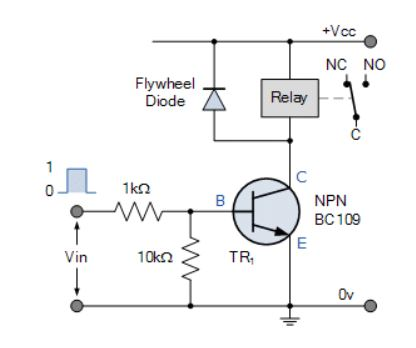 +Vcc
NC NO
Flywheel
Diode
Relay
C
1
0
1kΩ
B
C
NPN
BC109
Vin
10kΩ
TR₁
E
0v